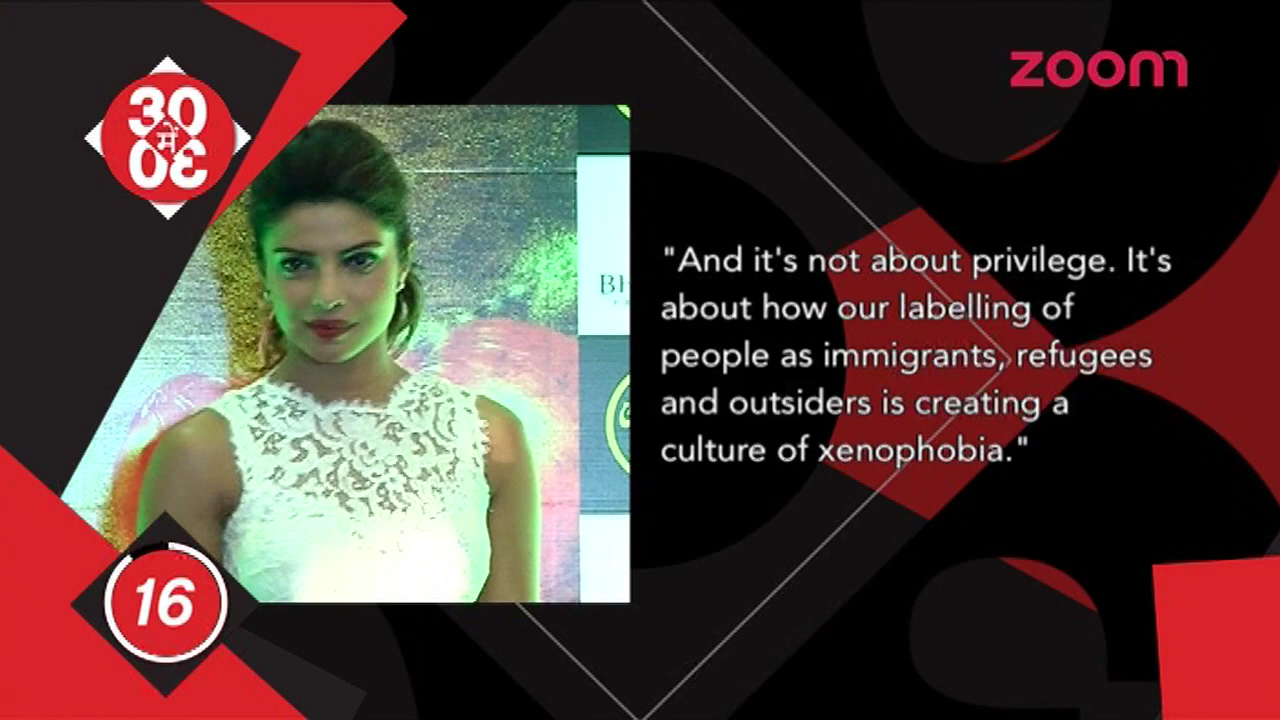 zoom
30
में
30
BH
"And it's not about privilege. It's
about how our labelling of
people as immigrants, refugees
and outsiders is creating a
culture of xenophobia."
16